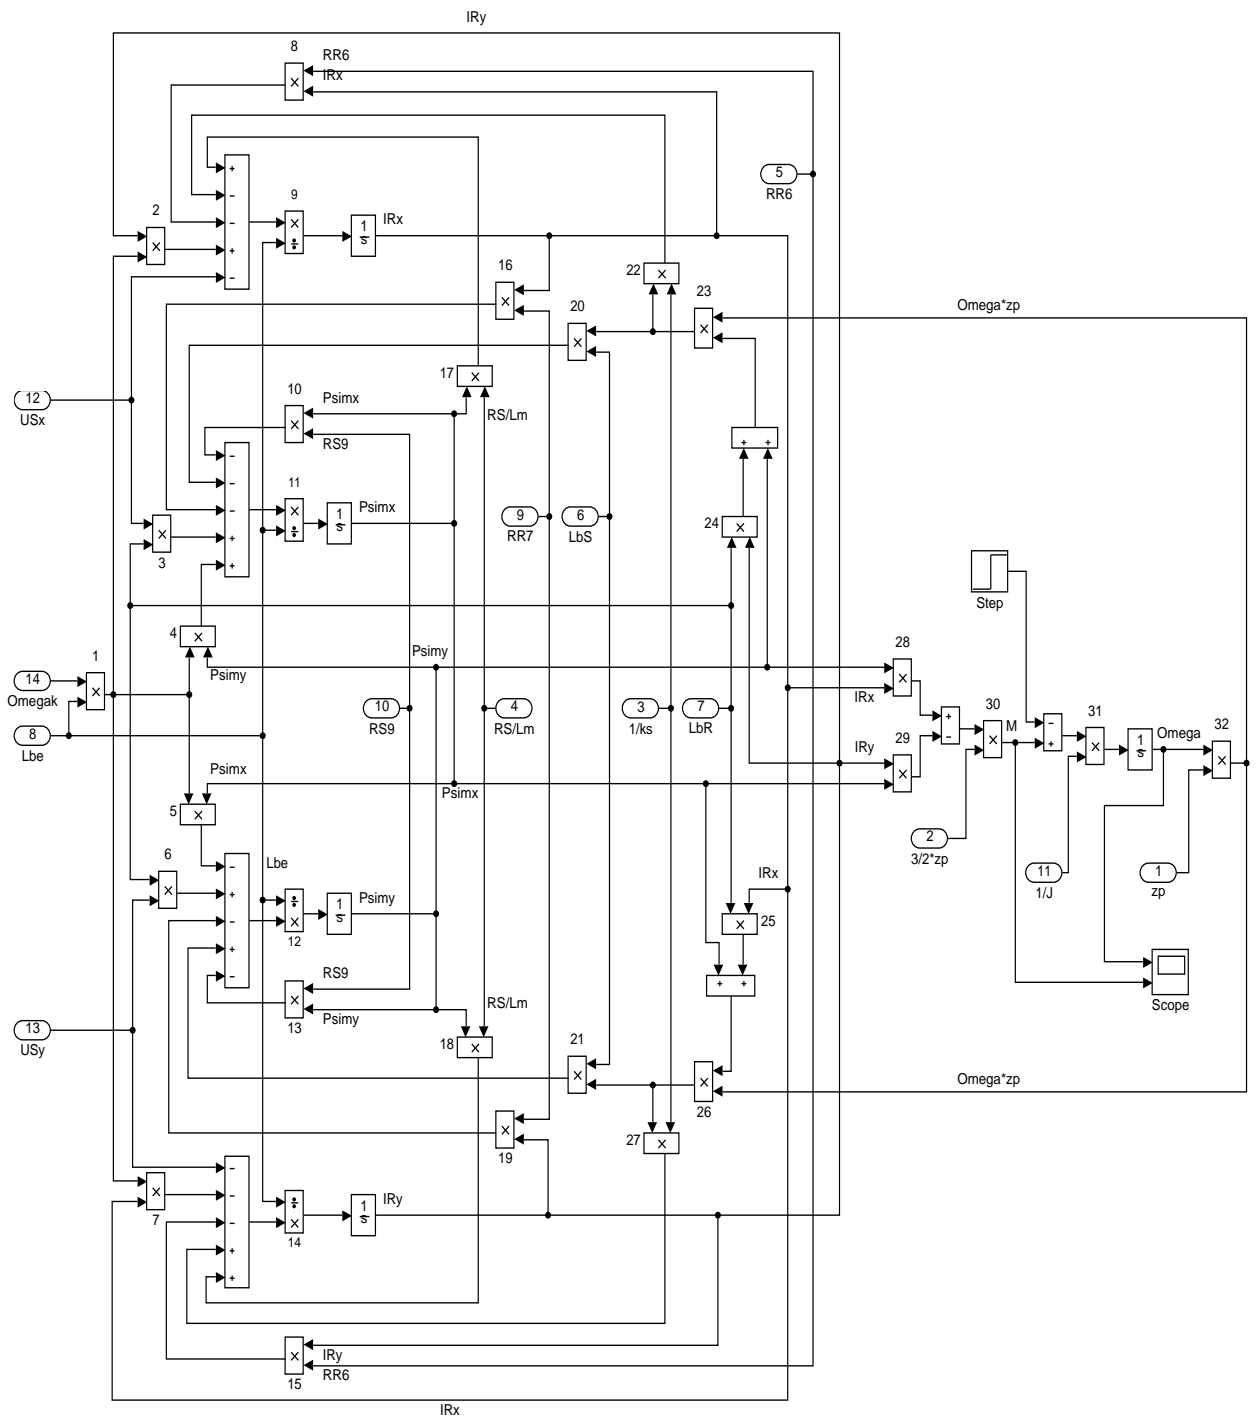 IRy
8
RR6
IRx
5
RR6
2
9
IRx
1
s
16
22
23
20
Omega*zp
17
10
Psimx
RS/Lm
12
USx
RS9
11
Psimx
1
s
9
RR7
6
LbS
24
3
Step
4
Psimy
Psimy
28
1
14
Omegak
IRx
10
RS9
4
RS/Lm
3
1/ks
7
LbR
30
M
31
Omega
32
8
Lbe
IRy
29
1
s
Psimx
Psimx
5
2
3/2*zp
6
Lbe
IRx
11
1/J
1
zp
Psimy
1
s
12
25
RS9
Psimy
13
RS/Lm
Scope
13
USy
18
21
Omega*zp
26
27
19
IRy
1
s
7
14
IRy
RR6
15
IRx